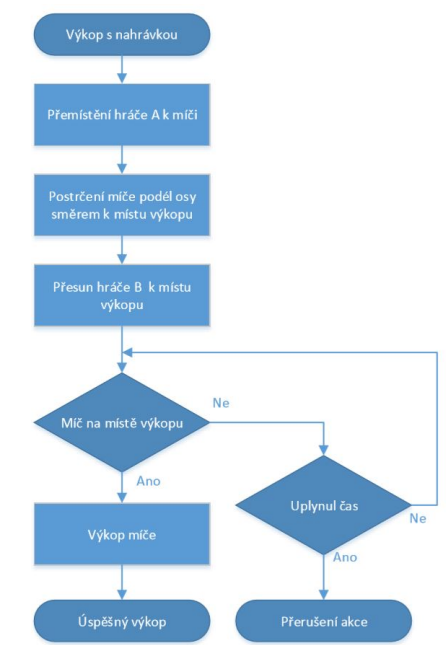 Výkop s nahrávkou
Přemístění hráče A k míči
Postrčení míče podél osy
směrem k místu výkopu
Přesun hráče B k místu
výkopu
Míč na místě výkopu
Ne
Ano
Uplynul čas
Ne
Ano
Výkop míče
Úspěšný výkop
Přerušení akce